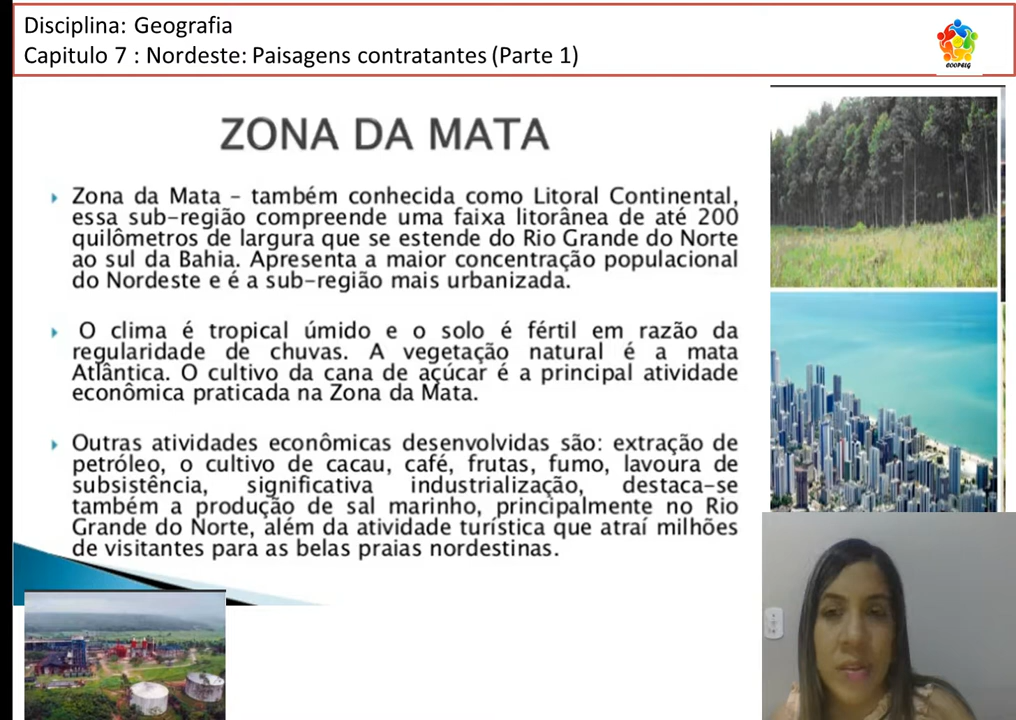 Disciplina: Geografia
Capitulo 7 : Nordeste: Paisagens contratantes (Parte 1)
COOPEIG
ZONA DA MATA
Zona da Mata – também conhecida como Litoral Continental,
essa sub-região compreende uma faixa litorânea de até 200
quilômetros de largura que se estende do Rio Grande do Norte
ao sul da Bahia. Apresenta a maior concentração populacional
do Nordeste e é a sub-região mais urbanizada.
O clima é tropical úmido e o solo é fértil em razão da
regularidade de chuvas. A vegetação natural é a mata
Atlântica. O cultivo da cana de açúcar é a principal atividade
econômica praticada na Zona da Mata.
Outras atividades econômicas desenvolvidas são: extração de
petróleo, o cultivo de cacau, café, frutas, fumo, lavoura de
subsistência, significativa industrialização, destaca-se
também a produção de sal marinho, principalmente no Rio
Grande do Norte, além da atividade turística que atraí milhões
de visitantes para as belas praias nordestinas.